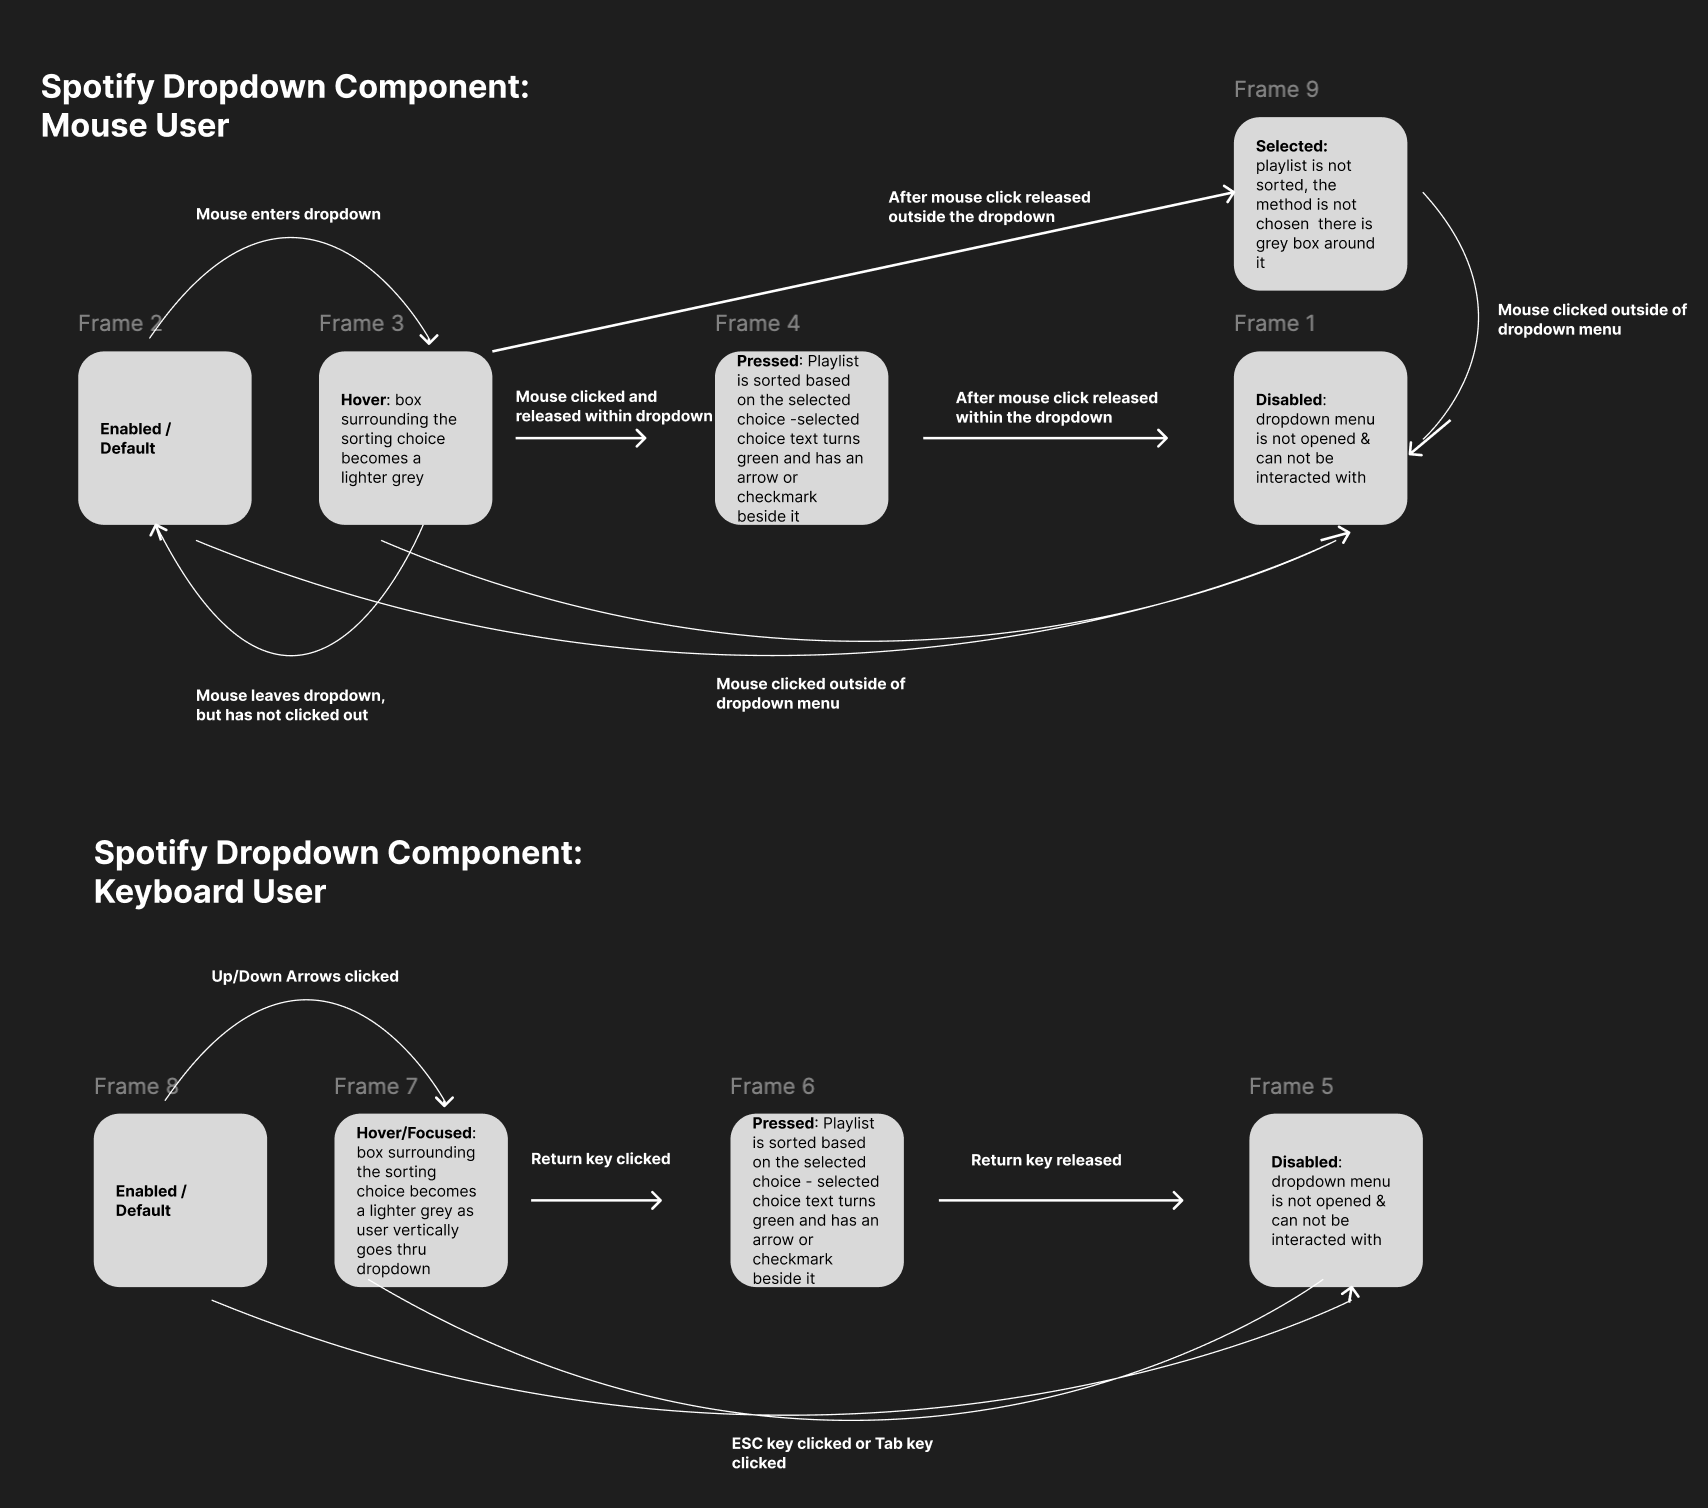 Spotify Dropdown Component:
Mouse User
Frame 9
Selected:
playlist is not
sorted, the
method is not
chosen  there is
grey box around
it
After mouse click released
outside the dropdown
Mouse enters dropdown
Mouse clicked outside of
dropdown menu
Frame 2
Enabled /
Default
Frame 3
Hover: box
surrounding the
sorting choice
becomes a
lighter grey
Mouse clicked and
released within dropdown
Frame 4
Pressed: Playlist
is sorted based
on the selected
choice -selected
choice text turns
green and has an
arrow or
checkmark
beside it
After mouse click released
within the dropdown
Frame 1
Disabled:
dropdown menu
is not opened &
can not be
interacted with
Mouse leaves dropdown,
but has not clicked out
Mouse clicked outside of
dropdown menu
Spotify Dropdown Component:
Keyboard User
Up/Down Arrows clicked
Frame 8
Enabled /
Default
Frame 7
Hover/Focused:
box surrounding
the sorting
choice becomes
a lighter grey as
user vertically
goes thru
dropdown
Return key clicked
Frame 6
Pressed: Playlist
is sorted based
on the selected
choice - selected
choice text turns
green and has an
arrow or
checkmark
beside it
Return key released
Frame 5
Disabled:
dropdown menu
is not opened &
can not be
interacted with
ESC key clicked or Tab key
clicked